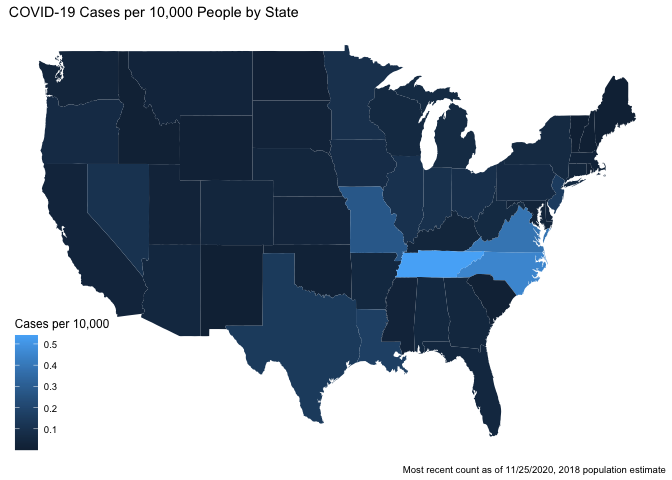 COVID-19 Cases per 10,000 People by State
Cases per 10,000
0.5
0.4
0.3
0.2
0.1
Most recent count as of 11/25/2020, 2018 population estimate